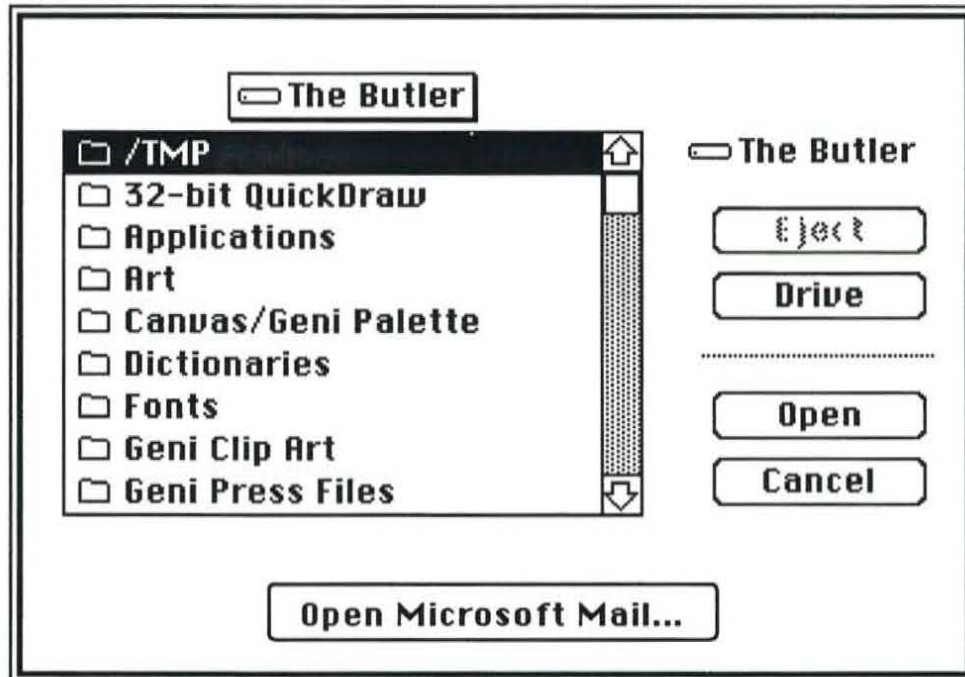 The Butler
/TMP
32-bit QuickDraw
Applications
Art
Canvas/Geni Palette
Dictionaries
Fonts
Geni Clip Art
Geni Press Files
The Butler
Eject
Drive
Open
Cancel
Open Microsoft Mail...